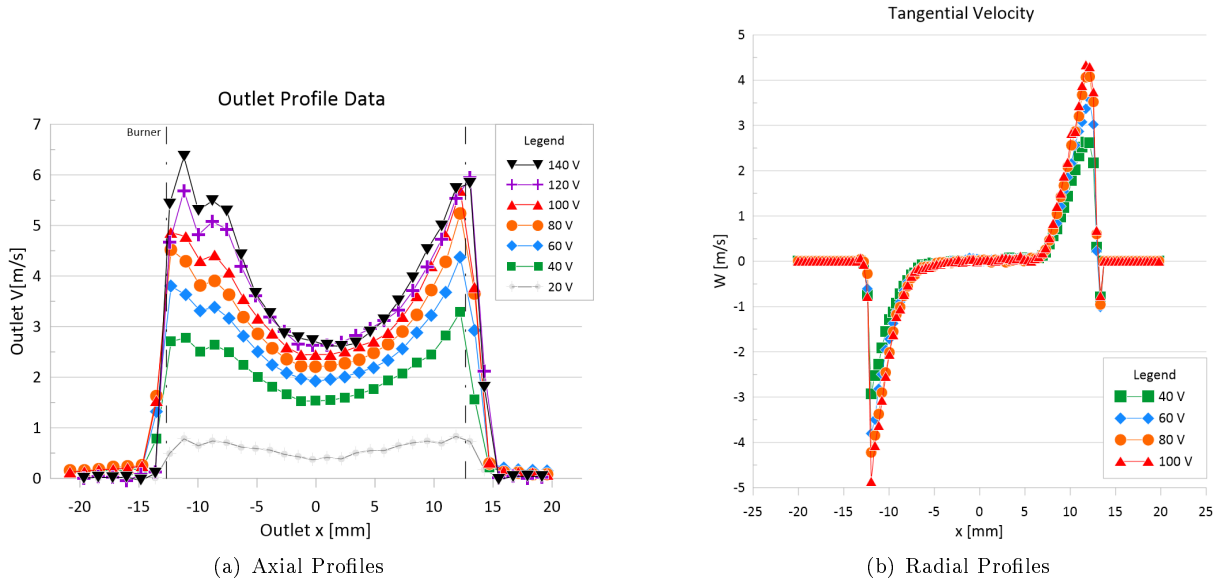 Outlet Profile Data
Burner
Legend
140 V
120 V
100 V
80 V
60 V
40 V
20 V
7
6
5
4
3
2
1
0
Outlet V[m/s]
-25 -20 -15 -10 -5 0 5 10 15 20 25
Outlet x [mm]
(a) Axial Profiles
Tangential Velocity
5
4
3
2
1
0
-1
-2
-3
-4
-5
W [m/s]
Legend
40 V
60 V
80 V
100 V
-25 -20 -15 -10 -5 0 5 10 15 20 25
x [mm]
(b) Radial Profiles